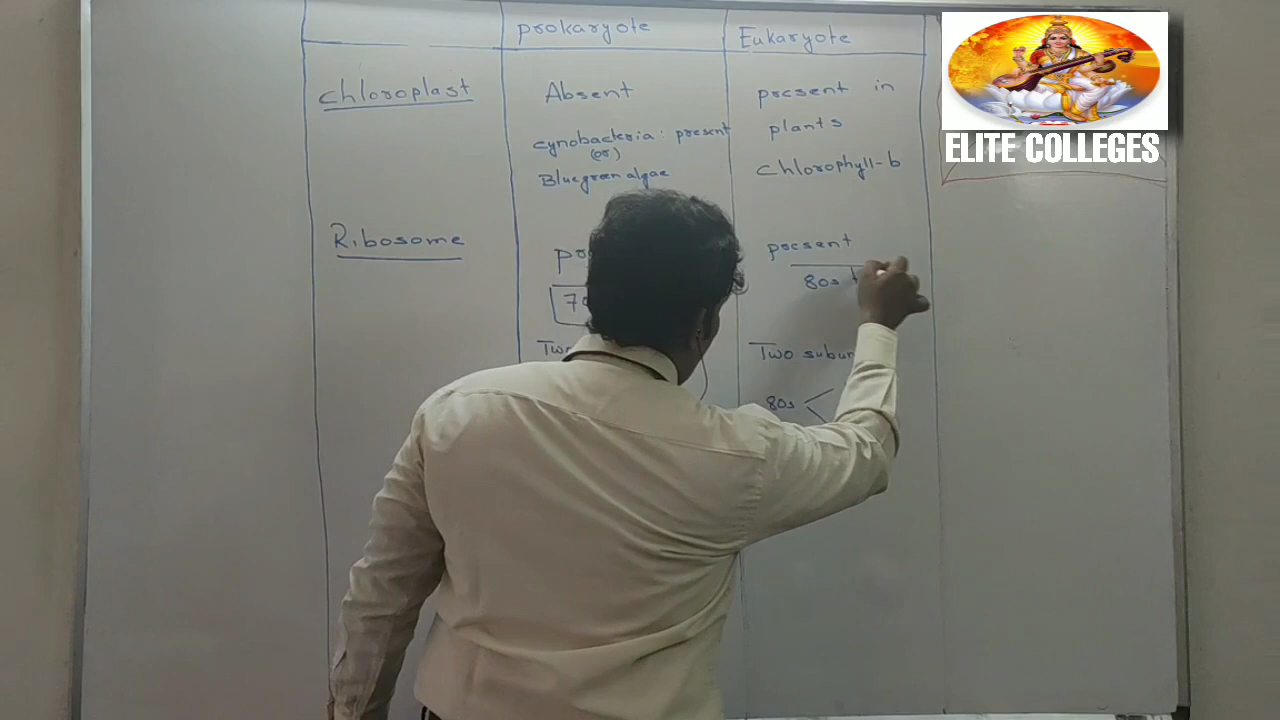 prokaryote
Eukaryote
chloroplast
Absent
present in
cynobacteria: present
plants
(or)
Bluegreen algae
chlorophyll-b
Ribosome
present
80s
Two
80s
ELITE COLLEGES